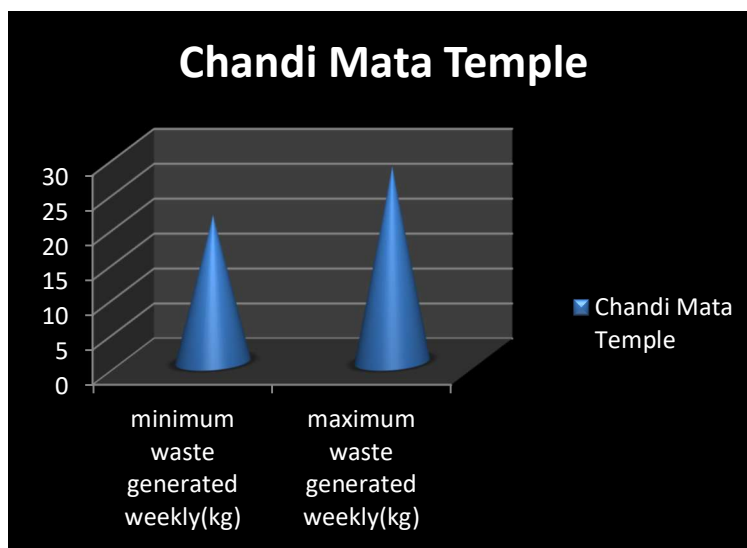 Chandi Mata Temple
30
25
20
15
10
5
0
minimum
waste
generated
weekly(kg)
maximum
waste
generated
weekly(kg)
Chandi Mata
Temple